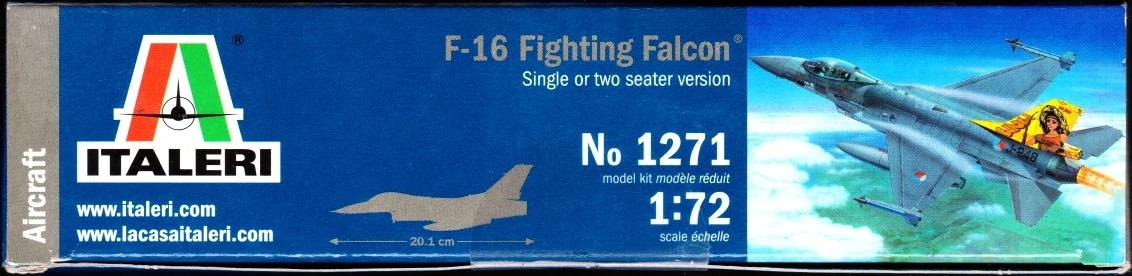 Aircraft
ITALERI
®
www.italeri.com
www.lacasaitaleri.com
F-16 Fighting Falcon®
Single or two seater version
No 1271
model kit modèle réduit
1:72
scale échelle
20.1 cm
J-248